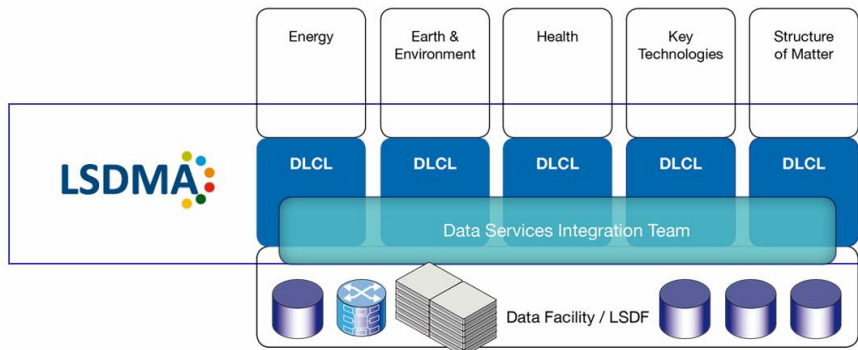 Energy
Earth &
Environment
Health
Key
Technologies
Structure
of Matter
LSDMA
DLCL
DLCL
DLCL
DLCL
DLCL
Data Services Integration Team
Data Facility / LSDF